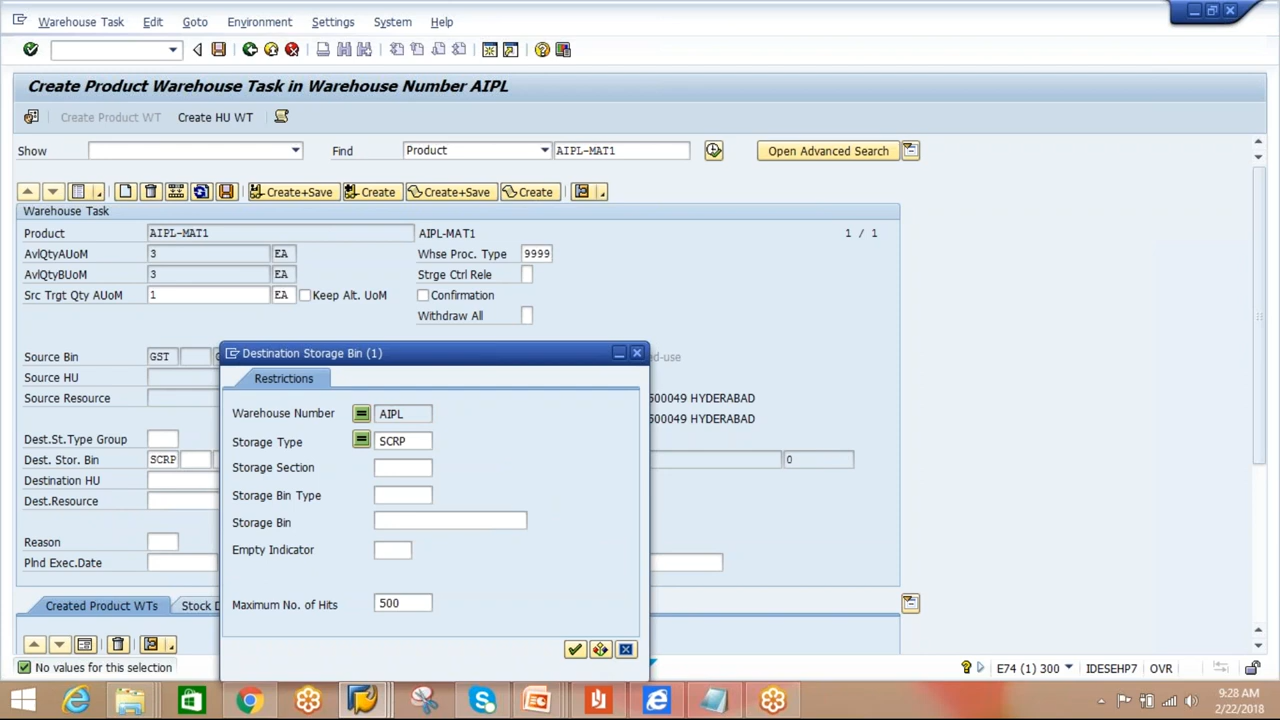 Warehouse Task Edit Goto Environment Settings System Help
Create Product Warehouse Task in Warehouse Number AIPL
Create Product WT Create HU WT
Show Find Product AIPL-MAT1 Open Advanced Search
Create+Save Create Create+Save Create
Warehouse Task
Product AIPL-MAT1 AIPL-MAT1 1 / 1
AvlQtyAUoM 3 EA Whse Proc. Type 9999
AvlQtyBUoM 3 EA Strge Ctrl Rele
Src Trgt Qty AUoM 1 EA Keep Alt. UoM Confirmation
Withdraw All
Source Bin GST ed-use
Source HU
Source Resource 500049 HYDERABAD
500049 HYDERABAD
Dest.St.Type Group
Dest. Stor. Bin SCRP 0
Destination HU
Dest.Resource
Reason
Plnd Exec.Date
Created Product WTs Stock D
Destination Storage Bin (1)
Restrictions
Warehouse Number AIPL
Storage Type SCRP
Storage Section
Storage Bin Type
Storage Bin
Empty Indicator
Maximum No. of Hits 500
No values for this selection E74 (1) 300 IDESEHP7 OVR
9:28 AM
2/22/2018